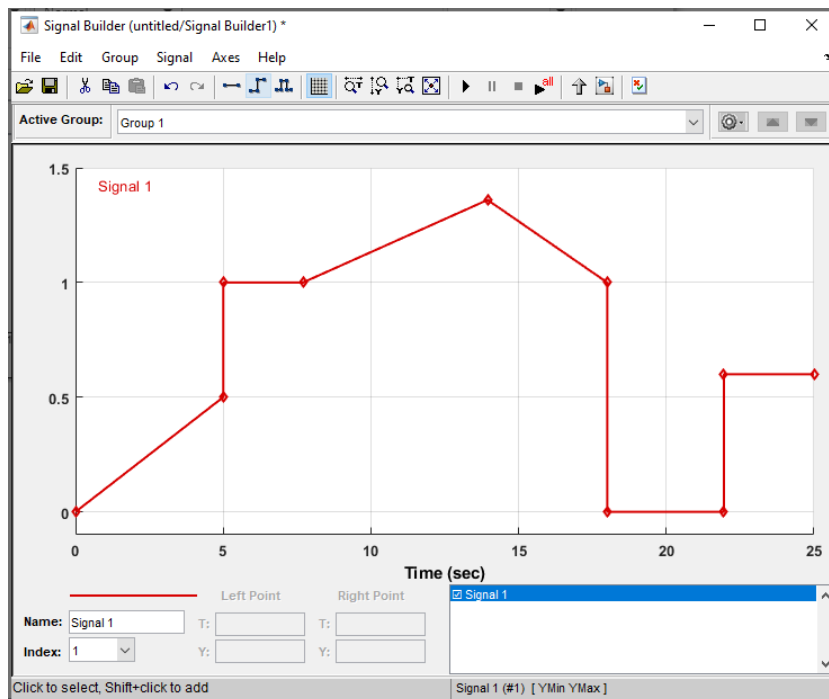 Signal Builder (untitled/Signal Builder1) *
File Edit Group Signal Axes Help
all
Active Group: Group 1
1.5
Signal 1
1
0.5
0
0 5 10 15 20 25
Time (sec)
Left Point Right Point
Signal 1
Name: Signal 1 T: T:
Index: 1 Y: Y:
Click to select, Shift+click to add Signal 1 (#1) [ YMin YMax ]